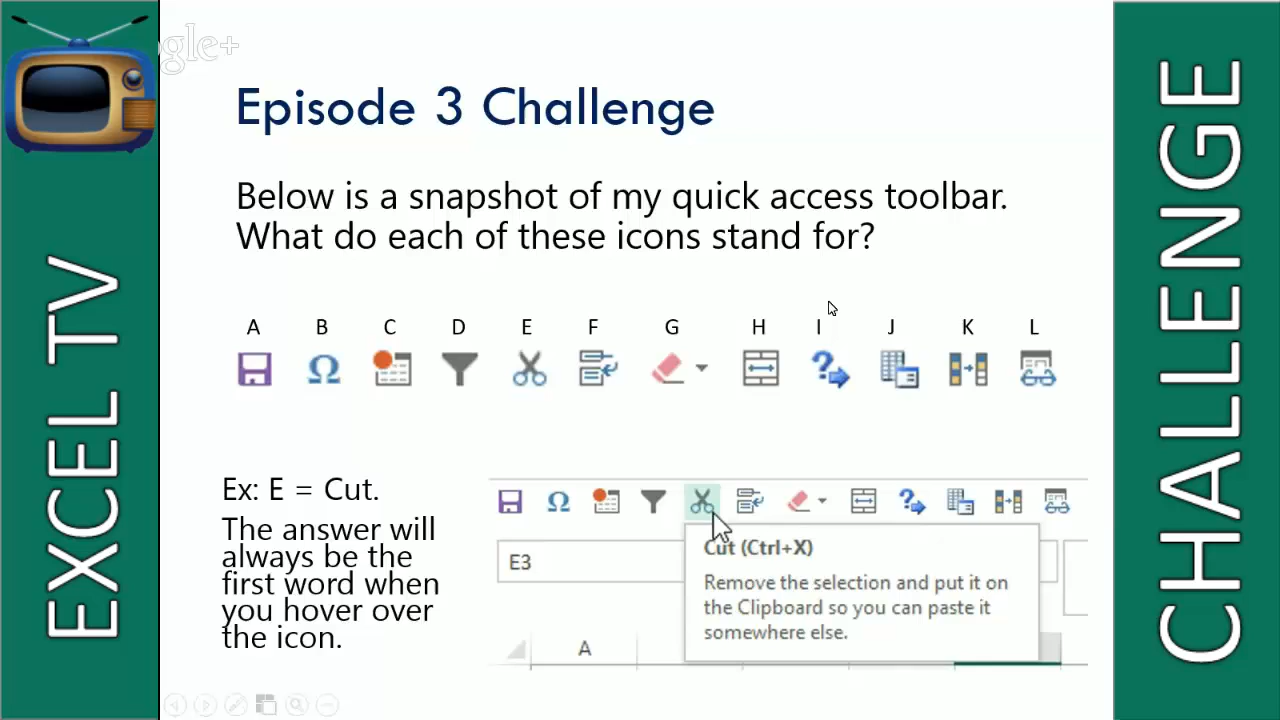 gle+
Episode 3 Challenge
Below is a snapshot of my quick access toolbar.
What do each of these icons stand for?
A B C D E F G H I J K L
Ex: E = Cut.
The answer will
always be the
first word when
you hover over
the icon.
Cut (Ctrl+X)
E3
Remove the selection and put it on
the Clipboard so you can paste it
somewhere else.
A
EXCEL TV
CHALLENGE